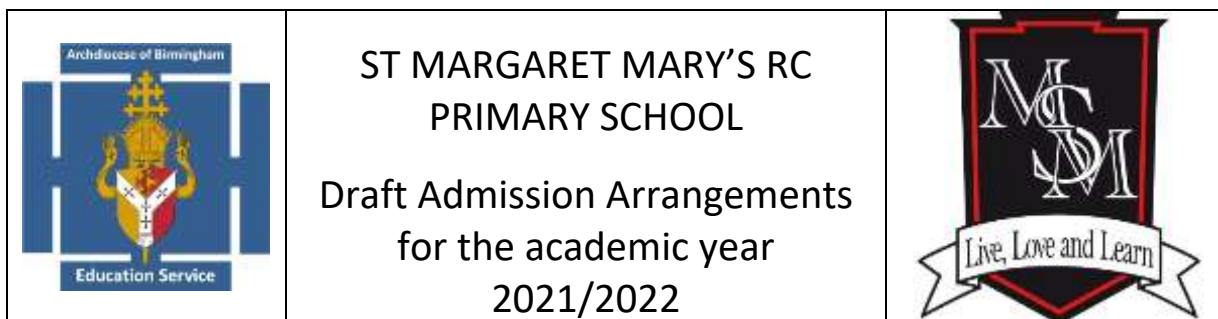 Archdiocese of Birmingham
Education Service
ST MARGARET MARY'S RC
PRIMARY SCHOOL
Draft Admission Arrangements
for the academic year
2021/2022
MSM
Live, Love and Learn